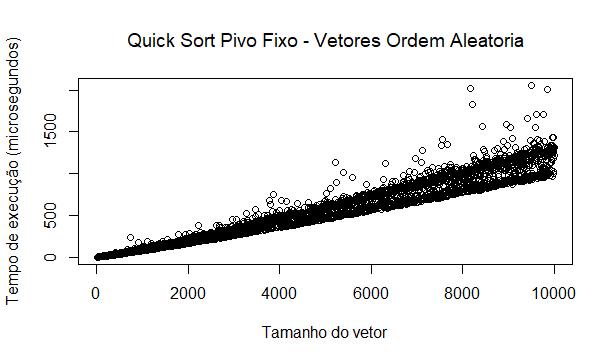 Quick Sort Pivo Fixo - Vetores Ordem Aleatoria
Tempo de execução (microsegundos)
1500
500
0
0 2000 4000 6000 8000 10000
Tamanho do vetor